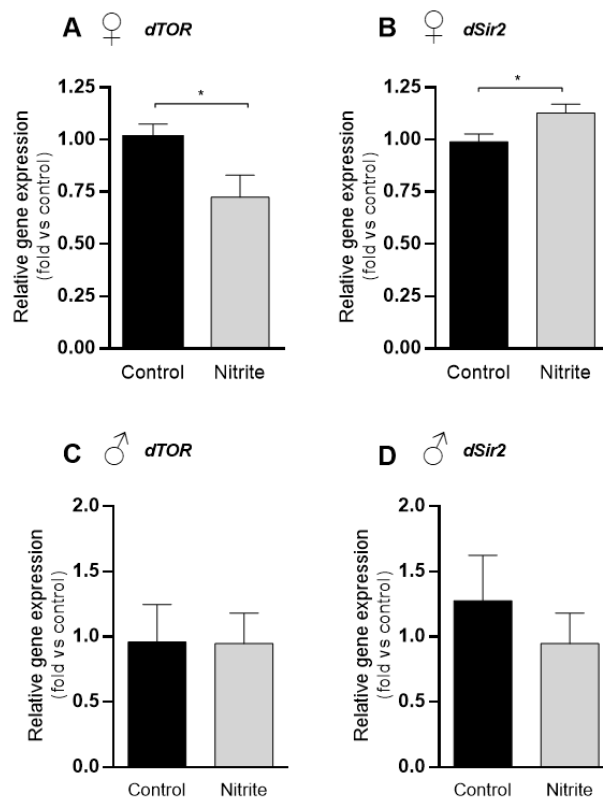 A ♀ dTOR
Relative gene expression
(fold vs control)
1.25
1.00
0.75
0.50
0.25
0.00
*
Control Nitrite
B ♀ dSir2
Relative gene expression
(fold vs control)
1.25
1.00
0.75
0.50
0.25
0.00
*
Control Nitrite
C ♂ dTOR
Relative gene expression
(fold vs control)
2.0
1.5
1.0
0.5
0.0
Control Nitrite
D ♂ dSir2
Relative gene expression
(fold vs control)
2.0
1.5
1.0
0.5
0.0
Control Nitrite